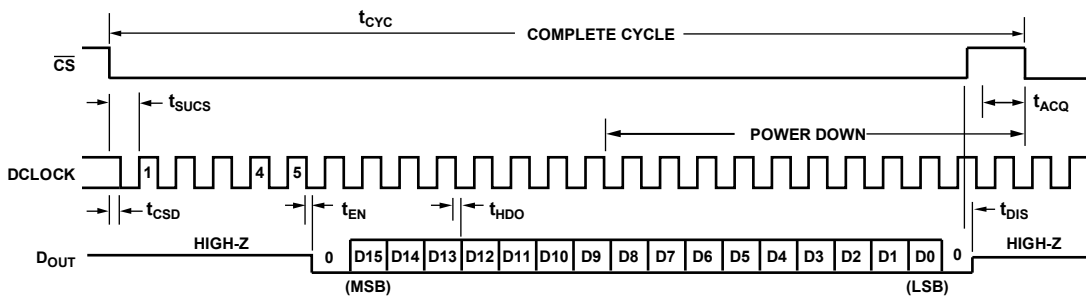 tCYC
COMPLETE CYCLE
CS
tSUCS
tACQ
POWER DOWN
DCLOCK
1 4 5
tCSD
tEN
tHDO
tDIS
HIGH-Z
HIGH-Z
DOUT
0 D15 D14 D13 D12 D11 D10 D9 D8 D7 D6 D5 D4 D3 D2 D1 D0 0
(MSB)
(LSB)